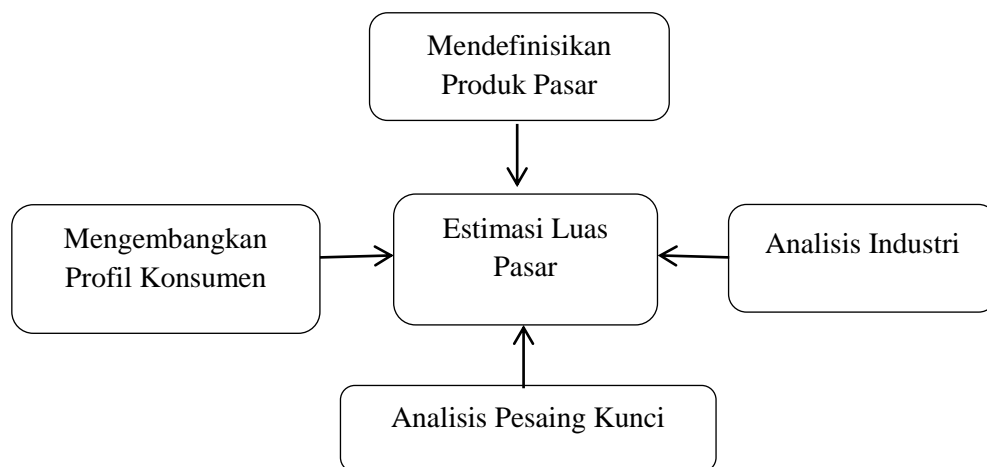 Mendefinisikan
Produk Pasar
Mengembangkan
Profil Konsumen
Estimasi Luas
Pasar
Analisis Industri
Analisis Pesaing Kunci